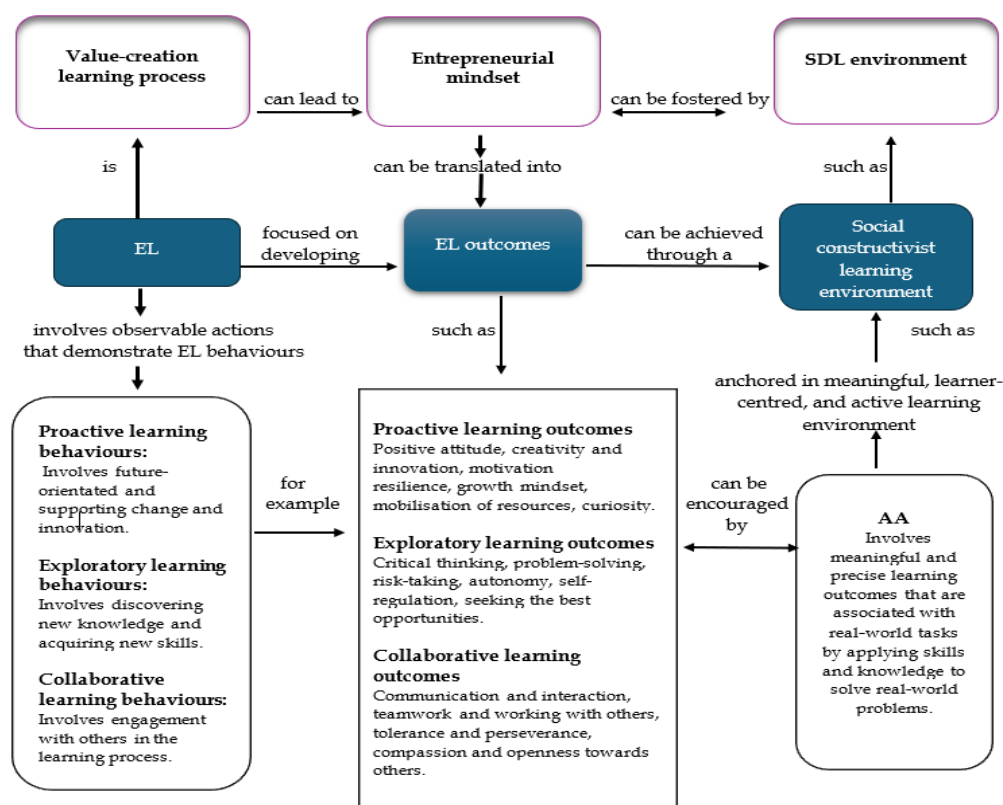 Value-creation
learning process
can lead to
Entrepreneurial
mindset
can be fostered by
SDL environment
is
can be translated into
such as
EL
focused on
developing
EL outcomes
can be achieved
through a
Social
constructivist
learning
environment
involves observable actions
that demonstrate EL behaviours
such as
such as
anchored in meaningful, learner-
centred, and active learning
environment
Proactive learning
behaviours:
Involves future-
orientated and
supporting change and
innovation.
Exploratory learning
behaviours:
Involves discovering
new knowledge and
acquiring new skills.
Collaborative
learning behaviours:
Involves engagement
with others in the
learning process.
for
example
Proactive learning outcomes
Positive attitude, creativity and
innovation, motivation
resilience, growth mindset,
mobilisation of resources, curiosity.
Exploratory learning outcomes
Critical thinking, problem-solving,
risk-taking, autonomy, self-
regulation, seeking the best
opportunities.
Collaborative learning
outcomes
Communication and interaction,
teamwork and working with others,
tolerance and perseverance,
compassion and openness towards
others.
can be
encouraged
by
AA
Involves
meaningful and
precise learning
outcomes that are
associated with
real-world tasks
by applying skills
and knowledge to
solve real-world
problems.